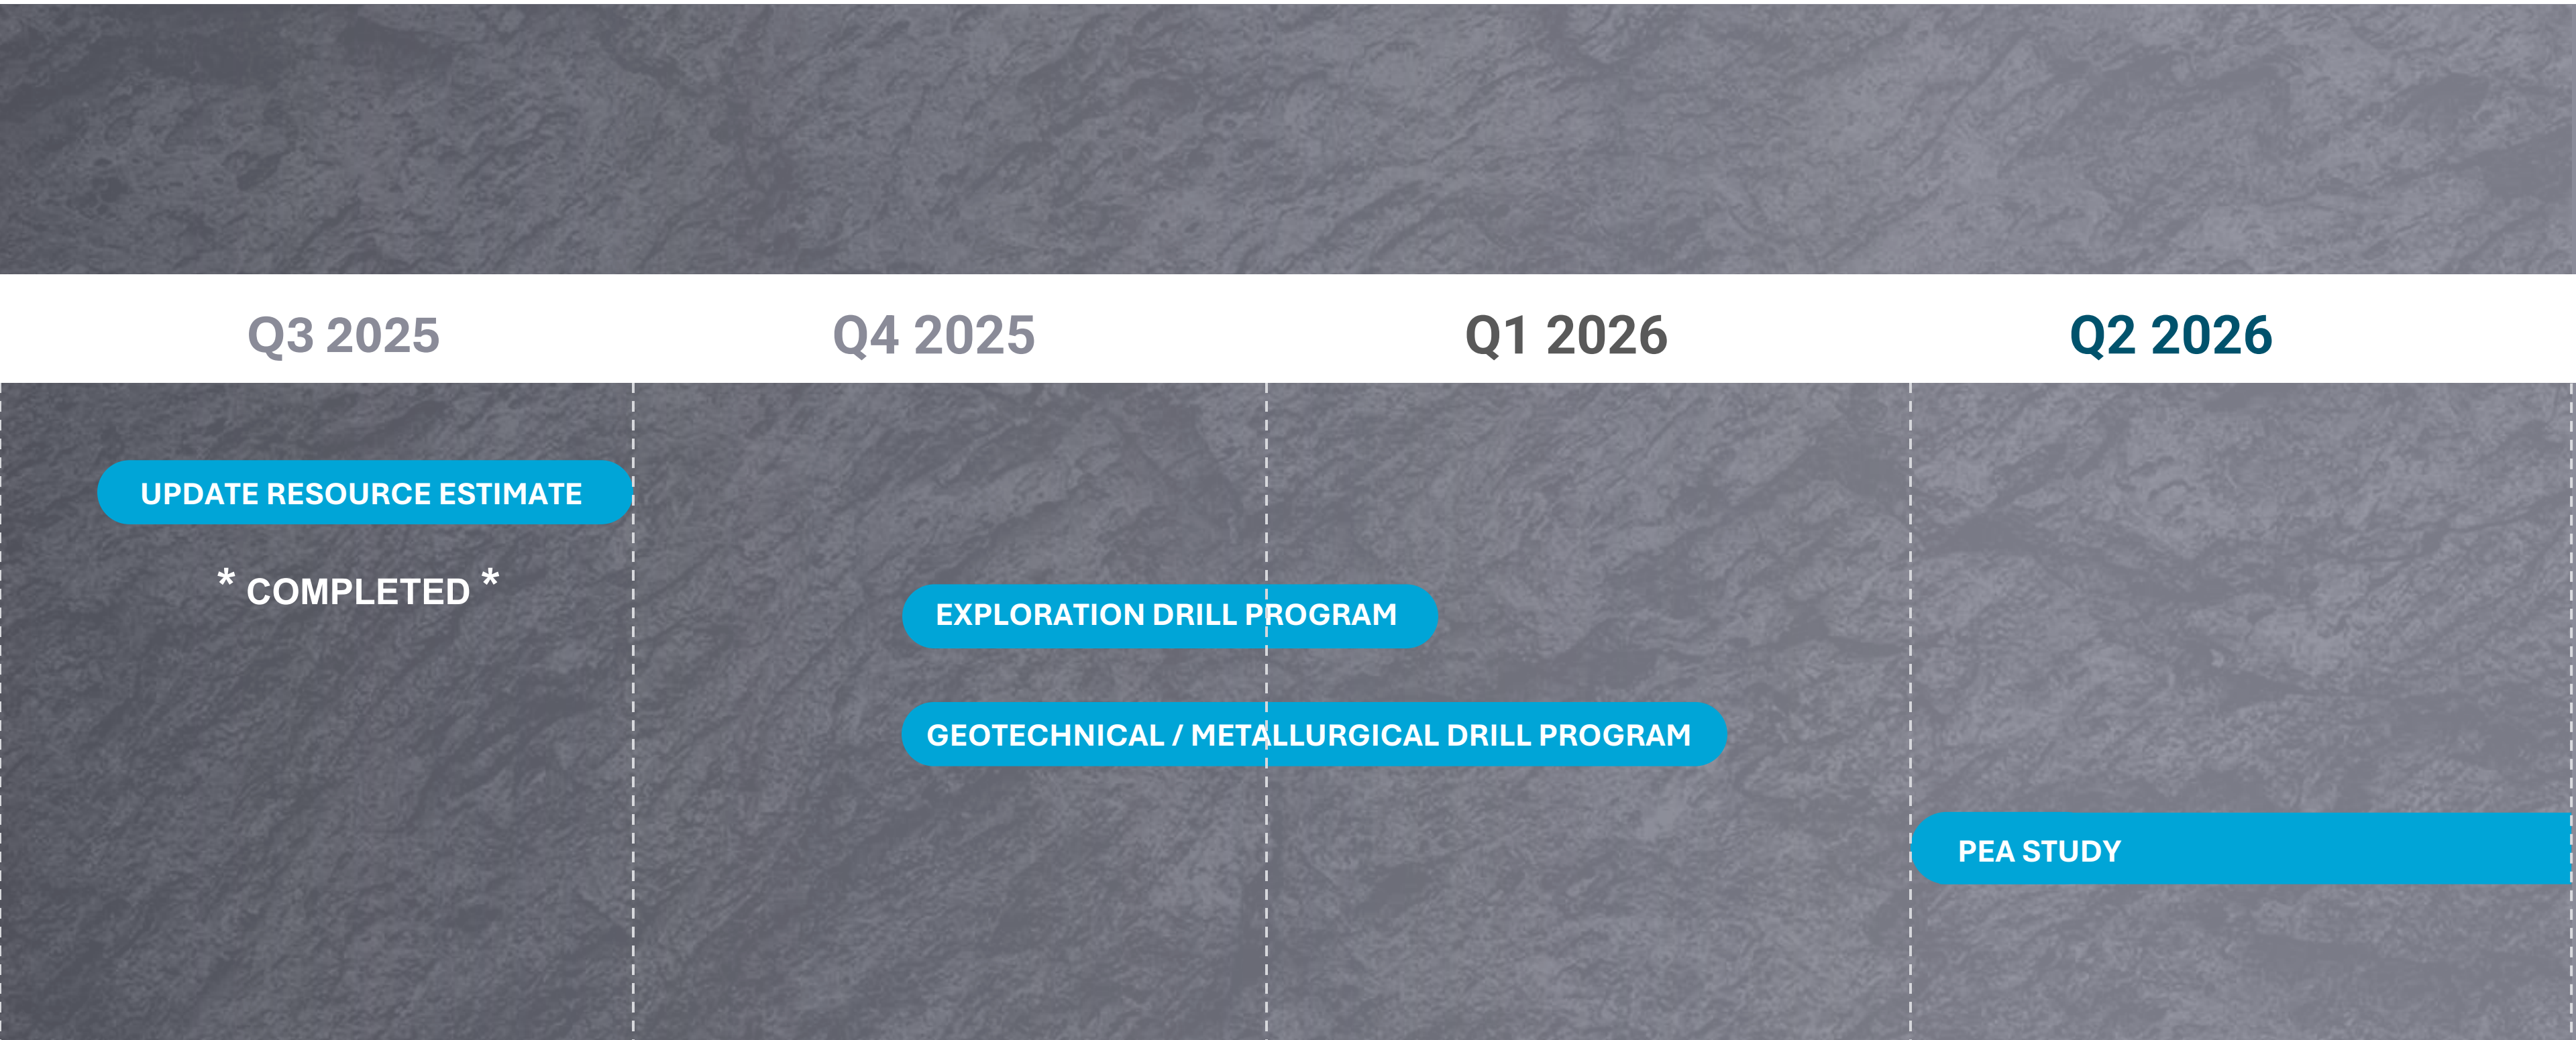 Q3 2025
Q4 2025
Q1 2026
Q2 2026
UPDATE RESOURCE ESTIMATE
* COMPLETED *
EXPLORATION DRILL PROGRAM
GEOTECHNICAL / METALLURGICAL DRILL PROGRAM
PEA STUDY